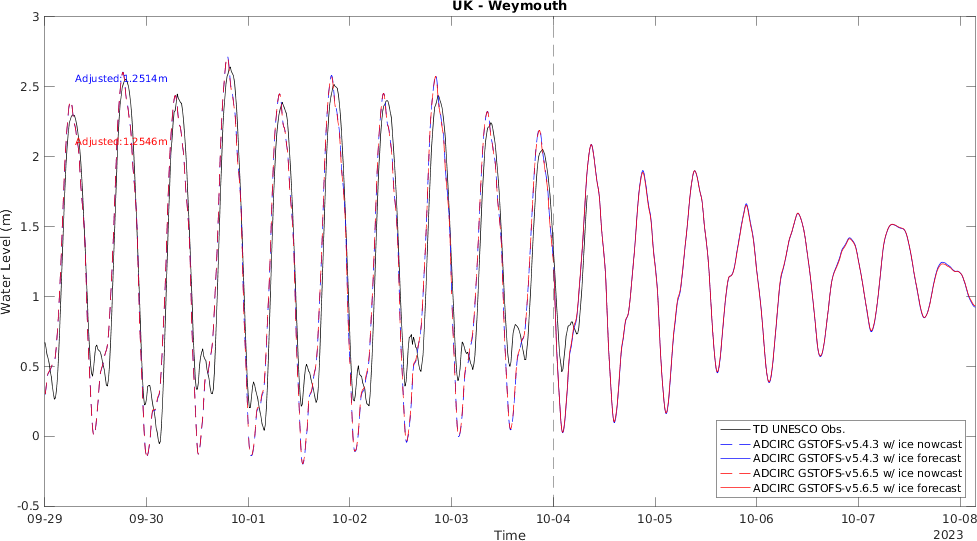 UK - Weymouth
Water Level (m)
3
2.5
2
1.5
1
0.5
0
-0.5
Adjusted:1.2514m
Adjusted:1.2546m
TD UNESCO Obs.
ADCIRC GSTOFS-v5.4.3 w/ ice nowcast
ADCIRC GSTOFS-v5.4.3 w/ ice forecast
ADCIRC GSTOFS-v5.6.5 w/ ice nowcast
ADCIRC GSTOFS-v5.6.5 w/ ice forecast
09-29 09-30 10-01 10-02 10-03 10-04 10-05 10-06 10-07 10-08
Time
2023